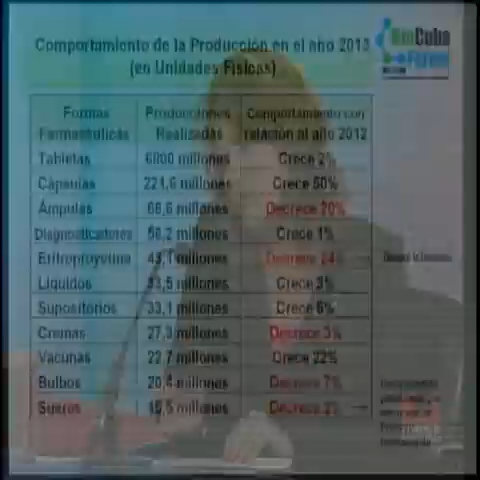 Comportamiento de la Producción en el año 2013
(en Unidades Físicas)
Formas Farmacéuticas
Producciones Realizadas
Comportamiento con relación al año 2012
Tabletas 6000 millones Crece 2%
Cápsulas 221,6 millones Crece 50%
Ámpulas 66,6 millones Decrece 20%
Diagnosticadores 56,2 millones Crece 1%
43,1 millones Decrece 24%
Líquidos 33,5 millones Crece 3%
Supositorios 33,1 millones Crece 6%
Cremas 27,3 millones Decrece 3%
Vacunas 22,7 millones Crece 22%
Bulbos 20,4 millones Decrece 7%
Sueros 15,5 millones Decrece 2%